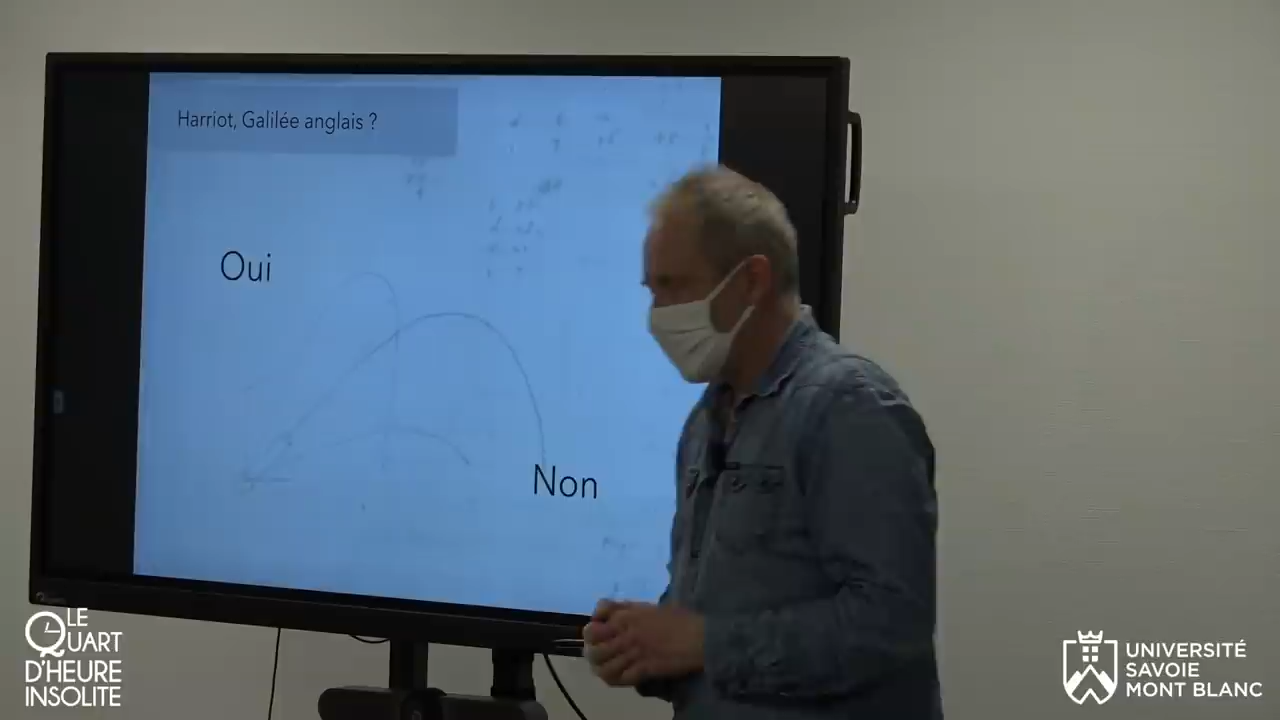 Harriot, Galilée anglais ?
Oui
Non
LE
QUART
D'HEURE
INSOLITE
UNIVERSITÉ
SAVOIE
MONT BLANC